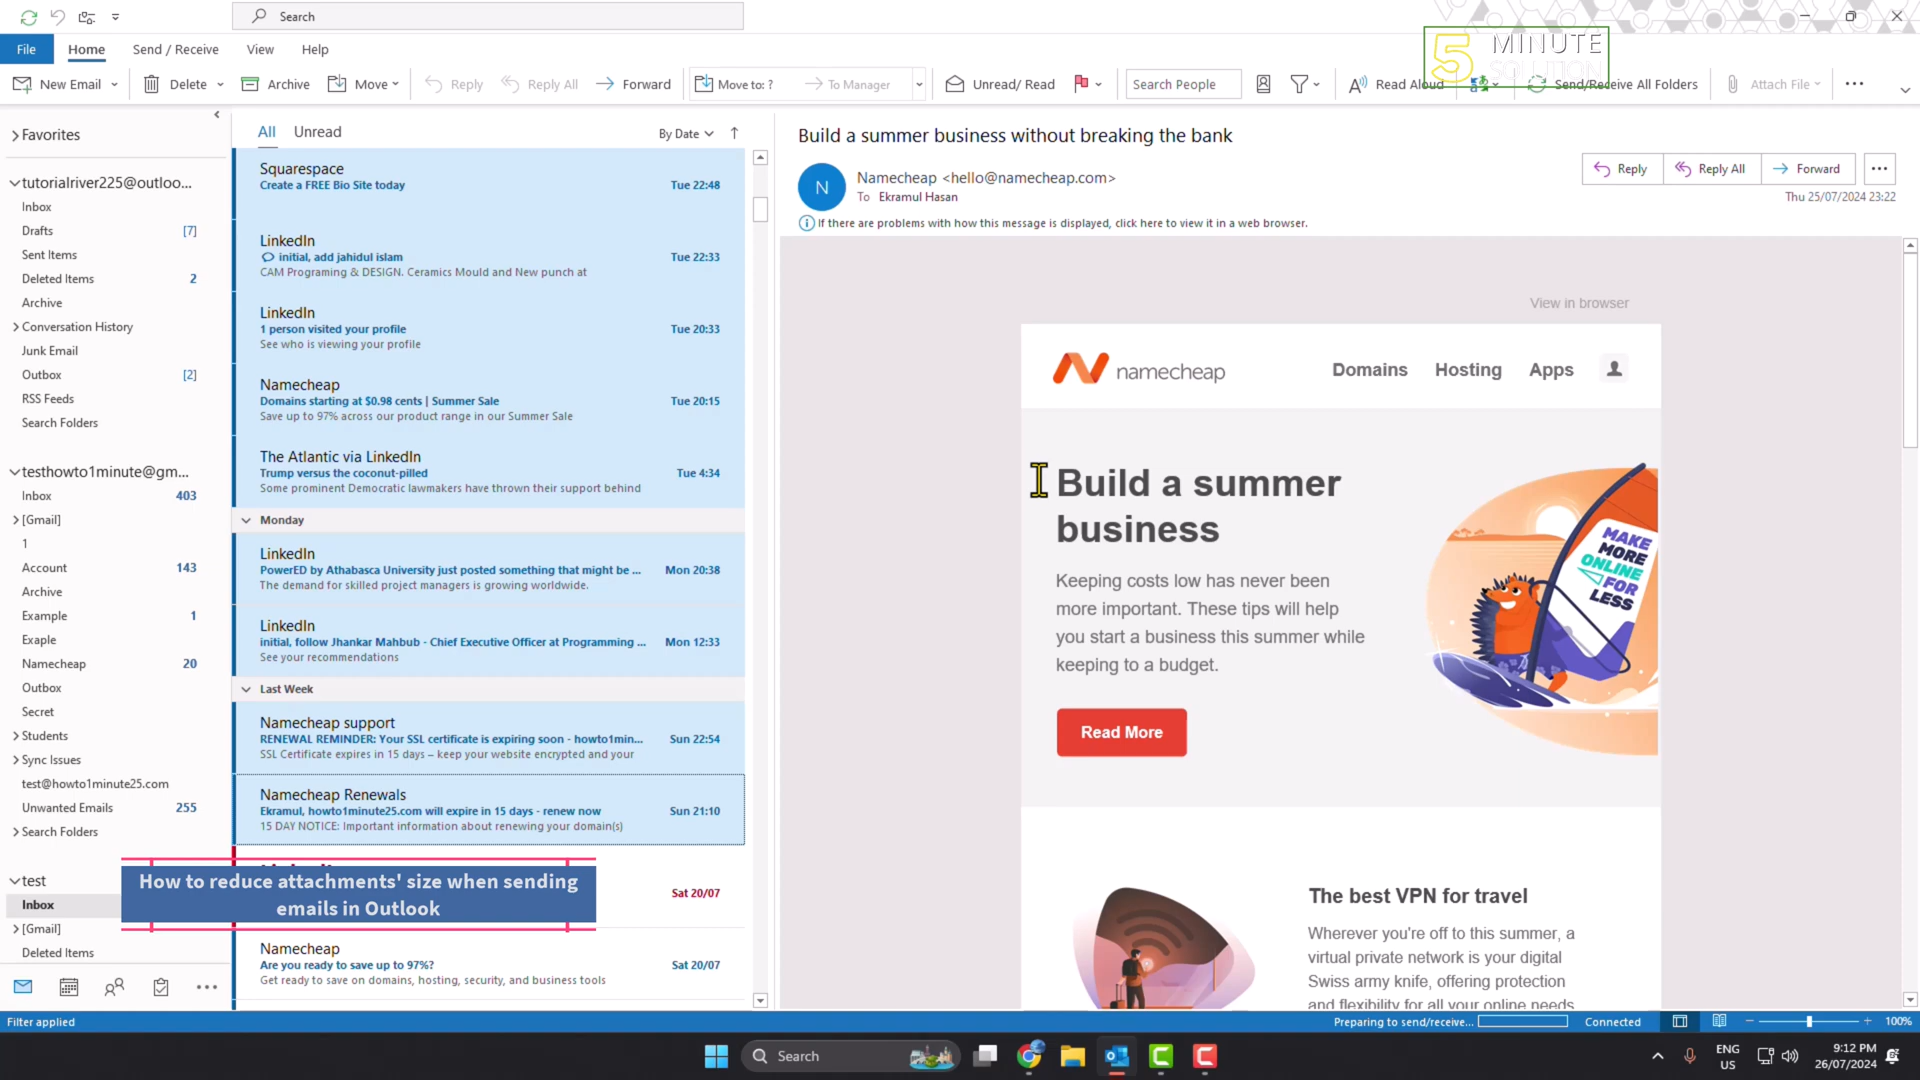 Search
5 MINUTE
SOLUTION
File Home Send / Receive View Help
New Email Delete Archive Move Reply Reply All Forward Move to: ? To Manager Unread/ Read Search People Read Aloud Send/Receive All Folders Attach File
Favorites
tutorialriver225@outloo...
Inbox
Drafts [7]
Sent Items
Deleted Items 2
Archive
Conversation History
Junk Email
Outbox [2]
RSS Feeds
Search Folders
testhowto1minute@gm...
Inbox 403
[Gmail]
1
Account 143
Archive
Example 1
Exaple
Namecheap 20
Outbox
Secret
Students
Sync Issues
test@howto1minute25.com
Unwanted Emails 255
Search Folders
test
Inbox
[Gmail]
Deleted Items
All Unread By Date
Squarespace
Create a FREE Bio Site today Tue 22:48
LinkedIn
initial, add jahidul islam Tue 22:33
CAM Programing & DESIGN. Ceramics Mould and New punch at
LinkedIn
1 person visited your profile Tue 20:33
See who is viewing your profile
Namecheap
Domains starting at $0.98 cents | Summer Sale Tue 20:15
Save up to 97% across our product range in our Summer Sale
The Atlantic via LinkedIn
Trump versus the coconut-pilled Tue 4:34
Some prominent Democratic lawmakers have thrown their support behind
Monday
LinkedIn
PowerED by Athabasca University just posted something that might be ... Mon 20:38
The demand for skilled project managers is growing worldwide.
LinkedIn
initial, follow Jhankar Mahbub - Chief Executive Officer at Programming ... Mon 12:33
See your recommendations
Last Week
Namecheap support
RENEWAL REMINDER: Your SSL certificate is expiring soon - howto1min... Sun 22:54
SSL Certificate expires in 15 days – keep your website encrypted and your
Namecheap Renewals
Ekramul, howto1minute25.com will expire in 15 days - renew now Sun 21:10
15 DAY NOTICE: Important information about renewing your domain(s)
Sat 20/07
Namecheap
Are you ready to save up to 97%? Sat 20/07
Get ready to save on domains, hosting, security, and business tools
How to reduce attachments' size when sending
emails in Outlook
Build a summer business without breaking the bank
N
Namecheap <hello@namecheap.com>
To Ekramul Hasan
Reply Reply All Forward
Thu 25/07/2024 23:22
If there are problems with how this message is displayed, click here to view it in a web browser.
View in browser
namecheap Domains Hosting Apps
Build a summer
business
Keeping costs low has never been
more important. These tips will help
you start a business this summer while
keeping to a budget.
Read More
MAKE
MORE
ONLINE
FOR
LESS
The best VPN for travel
Wherever you're off to this summer, a
virtual private network is your digital
Swiss army knife, offering protection
and flexibility for all your online needs
Filter applied Preparing to send/receive... Connected 100%
Search
ENG
US
9:12 PM
26/07/2024